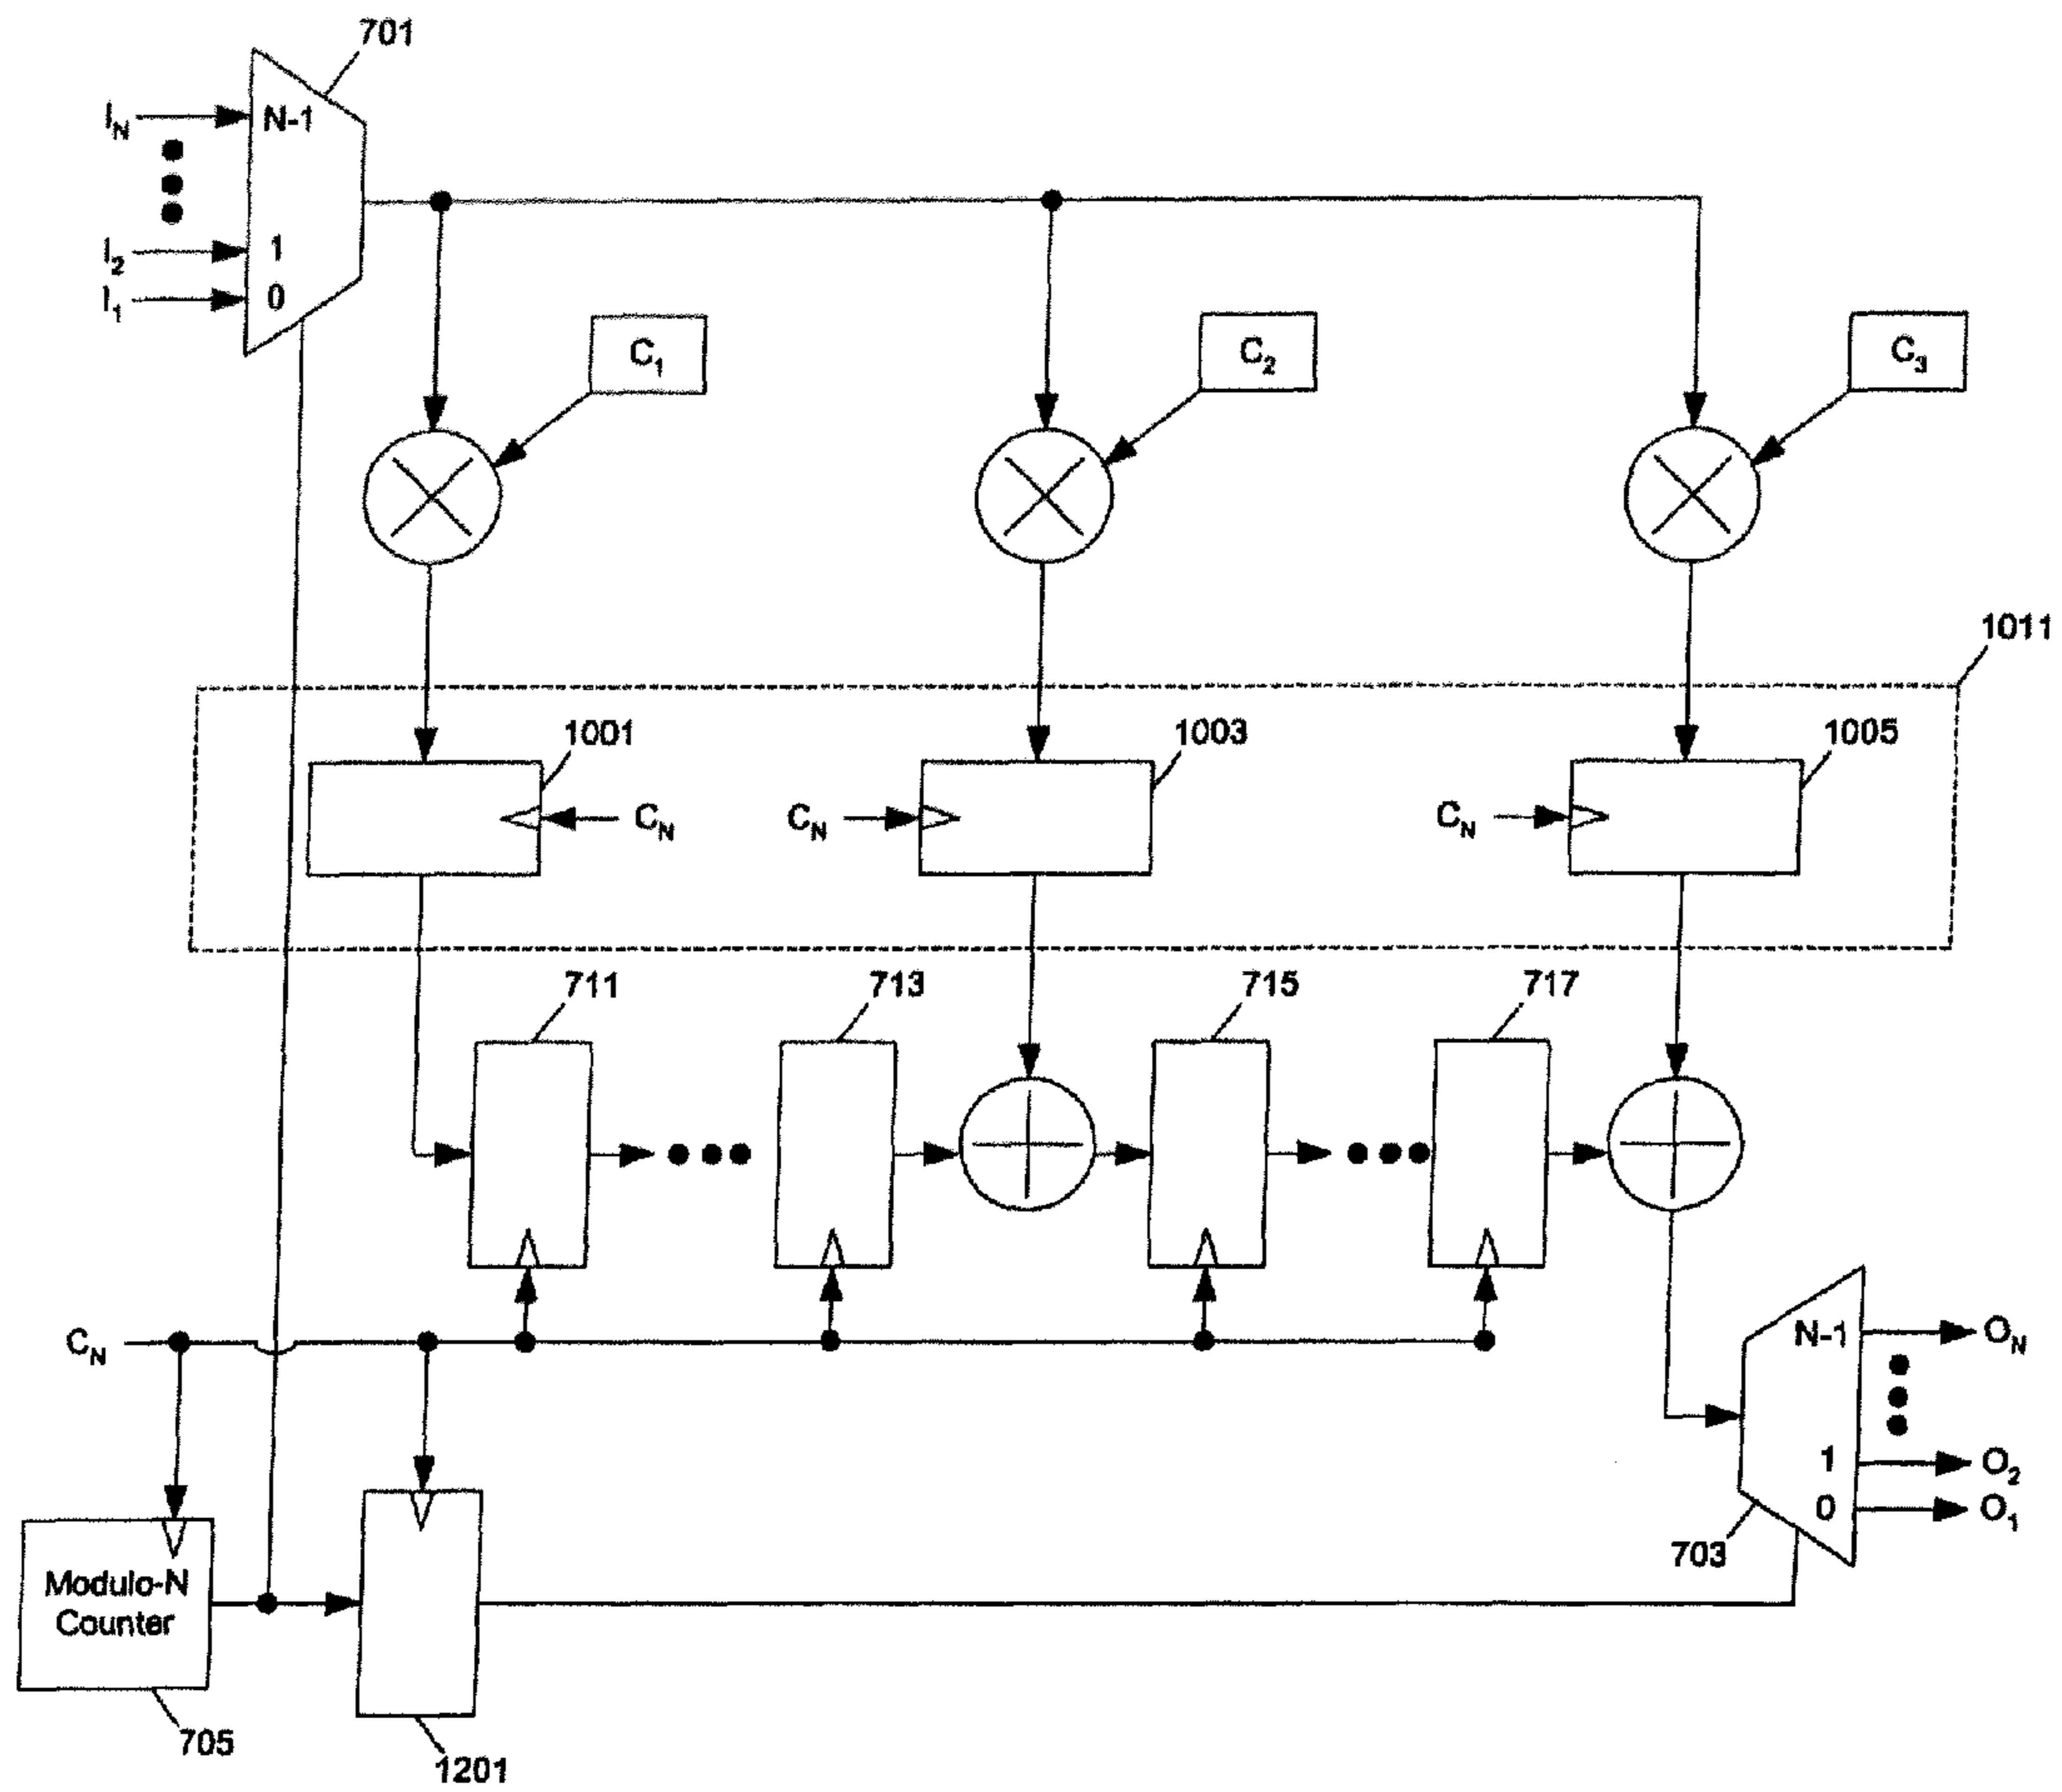 701
I_N
N-1
I_2
1
I_1
0
C_1
C_2
C_3
1011
1001
1003
1005
C_N
C_N
C_N
711
713
715
717
C_N
N-1
O_N
1
O_2
0
O_1
703
Modulo-N
Counter
705
1201